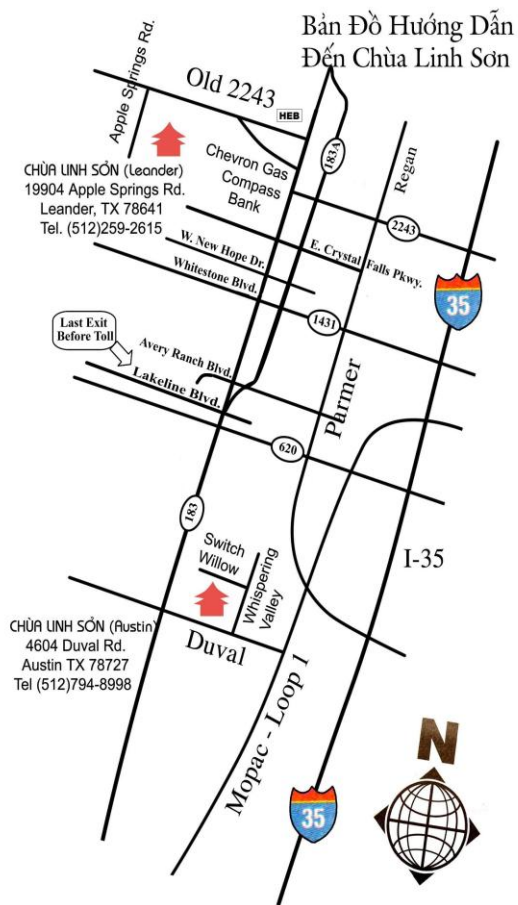 Bản Đồ Hướng Dẫn
Đến Chùa Linh Sơn
Apple Springs Rd.
Old 2243
HEB
183A
Regan
CHÙA LINH SƠN (Leander)
19904 Apple Springs Rd.
Leander, TX 78641
Tel. (512)259-2615
Chevron Gas
Compass
Bank
2243
W. New Hope Dr.
E. Crystal Falls Pkwy.
Whitestone Blvd.
35
1431
Last Exit
Before Toll
Avery Ranch Blvd.
Lakeline Blvd.
Parmer
620
183
I-35
Switch
Willow
Whispering
Valley
CHÙA LINH SƠN (Austin)
4604 Duval Rd.
Austin TX 78727
Tel (512)794-8998
Duval
Mopac - Loop 1
N
35